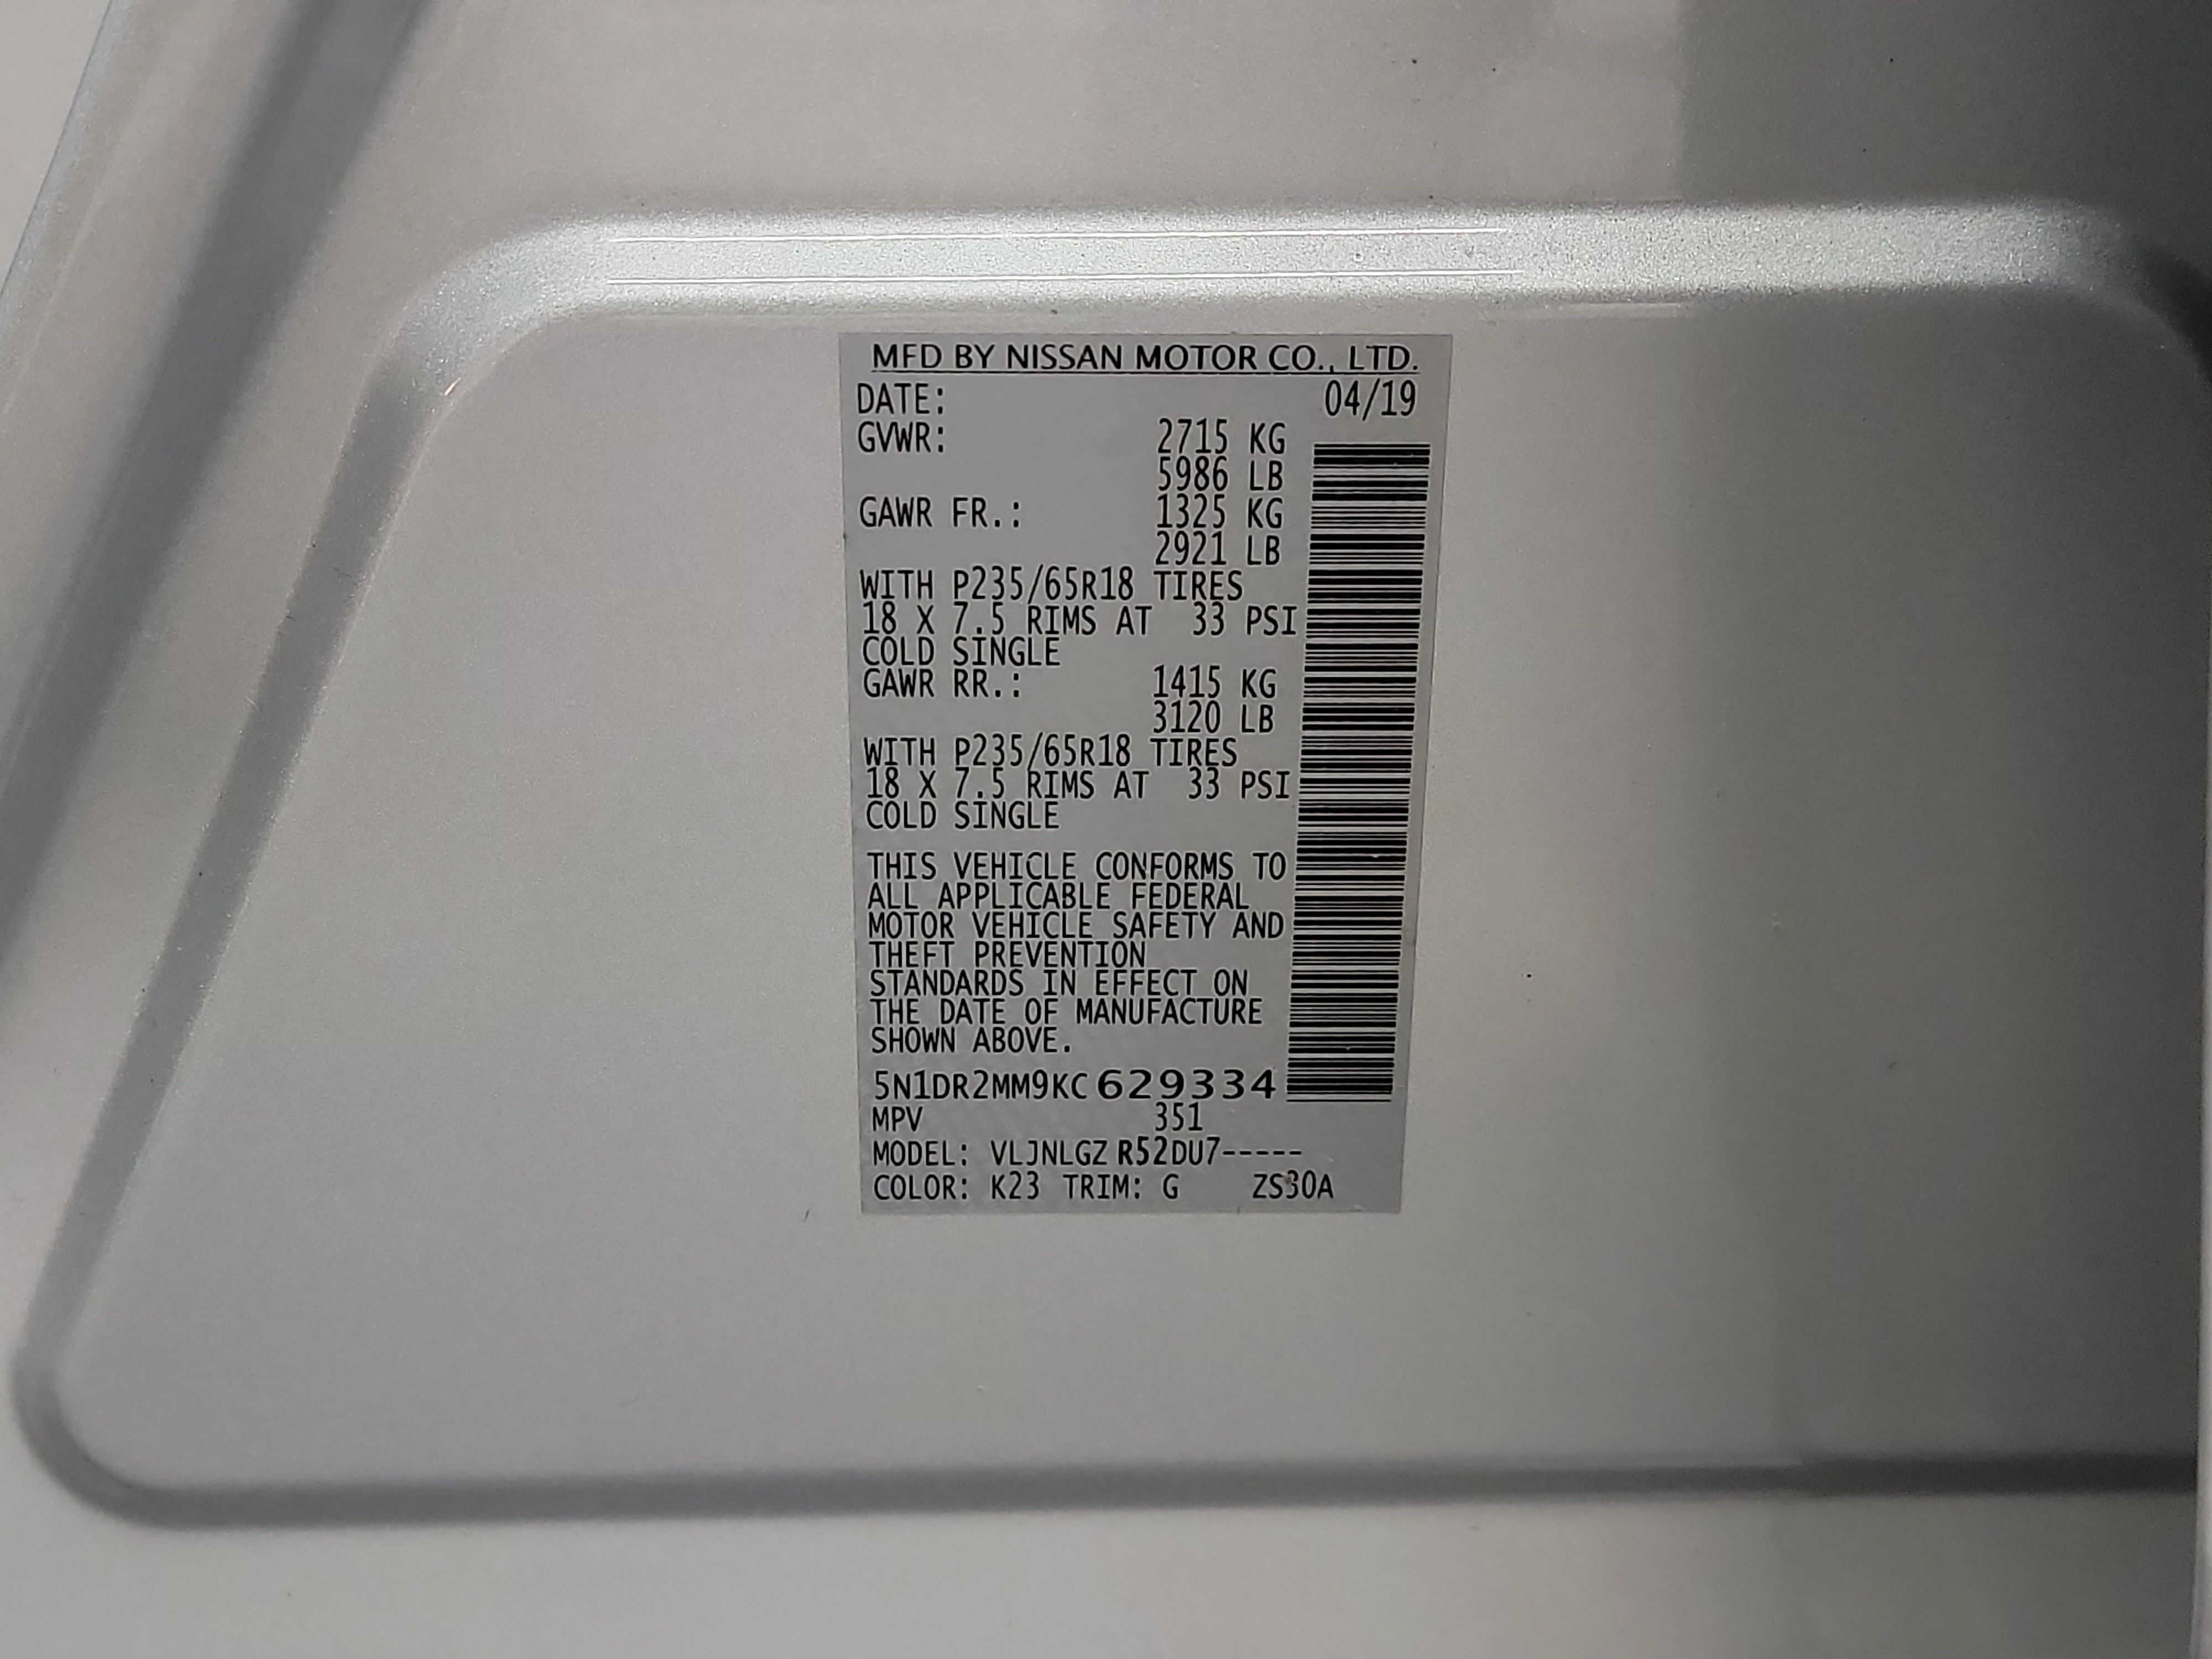 MFD BY NISSAN MOTOR CO., LTD.
DATE: 04/19
GVWR: 2715 KG
5986 LB
GAWR FR.: 1325 KG
2921 LB
WITH P235/65R18 TIRES
18 X 7.5 RIMS AT 33 PSI
COLD SINGLE
GAWR RR.: 1415 KG
3120 LB
WITH P235/65R18 TIRES
18 X 7.5 RIMS AT 33 PSI
COLD SINGLE
THIS VEHICLE CONFORMS TO
ALL APPLICABLE FEDERAL
MOTOR VEHICLE SAFETY AND
THEFT PREVENTION
STANDARDS IN EFFECT ON
THE DATE OF MANUFACTURE
SHOWN ABOVE.
5N1DR2MM9KC629334
MPV 351
MODEL: VLJNLGZ R52DU7-----
COLOR: K23 TRIM: G ZS30A